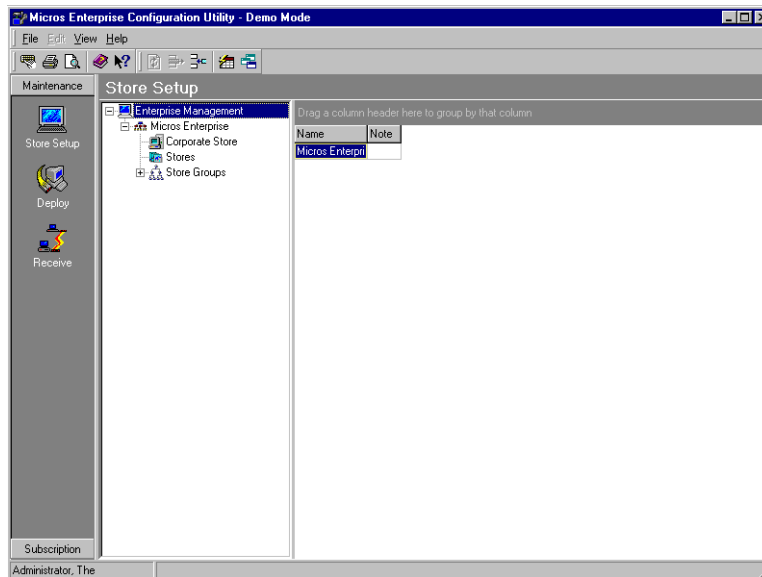 Micros Enterprise Configuration Utility - Demo Mode
File Edit View Help
Maintenance
Store Setup
Enterprise Management
Micros Enterprise
Corporate Store
Stores
Store Groups
Drag a column header here to group by that column
Name Note
Micros Enterpri
Store Setup
Deploy
Receive
Subscription
Administrator, The